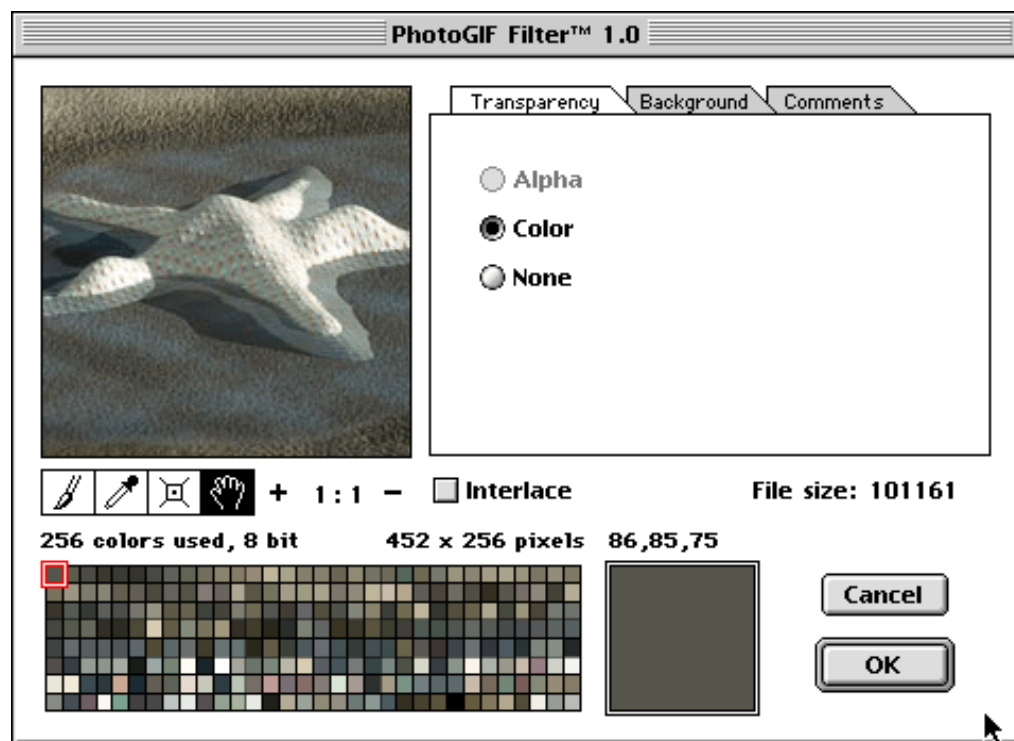 PhotoGIF Filter™ 1.0
Transparency Background Comments
Alpha
Color
None
+ 1:1 − Interlace File size: 101161
256 colors used, 8 bit 452 x 256 pixels 86,85,75
Cancel
OK